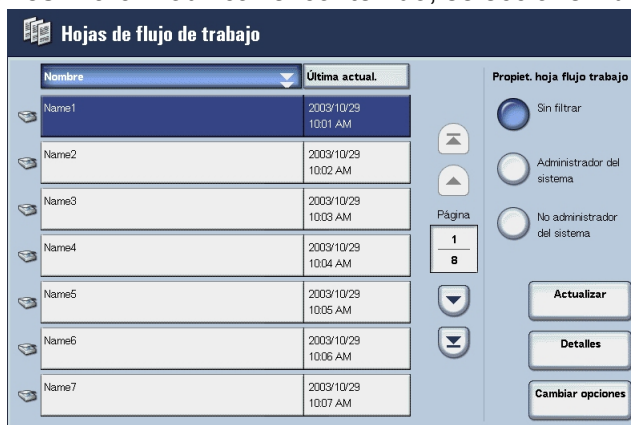 Hojas de flujo de trabajo
Nombre
Última actual.
Name1
2003/10/29
10:01 AM
Name2
2003/10/29
10:02 AM
Name3
2003/10/29
10:03 AM
Name4
2003/10/29
10:04 AM
Name5
2003/10/29
10:05 AM
Name6
2003/10/29
10:06 AM
Name7
2003/10/29
10:07 AM
Página
1
8
Propiet. hoja flujo trabajo
Sin filtrar
Administrador del
sistema
No administrador
del sistema
Actualizar
Detalles
Cambiar opciones